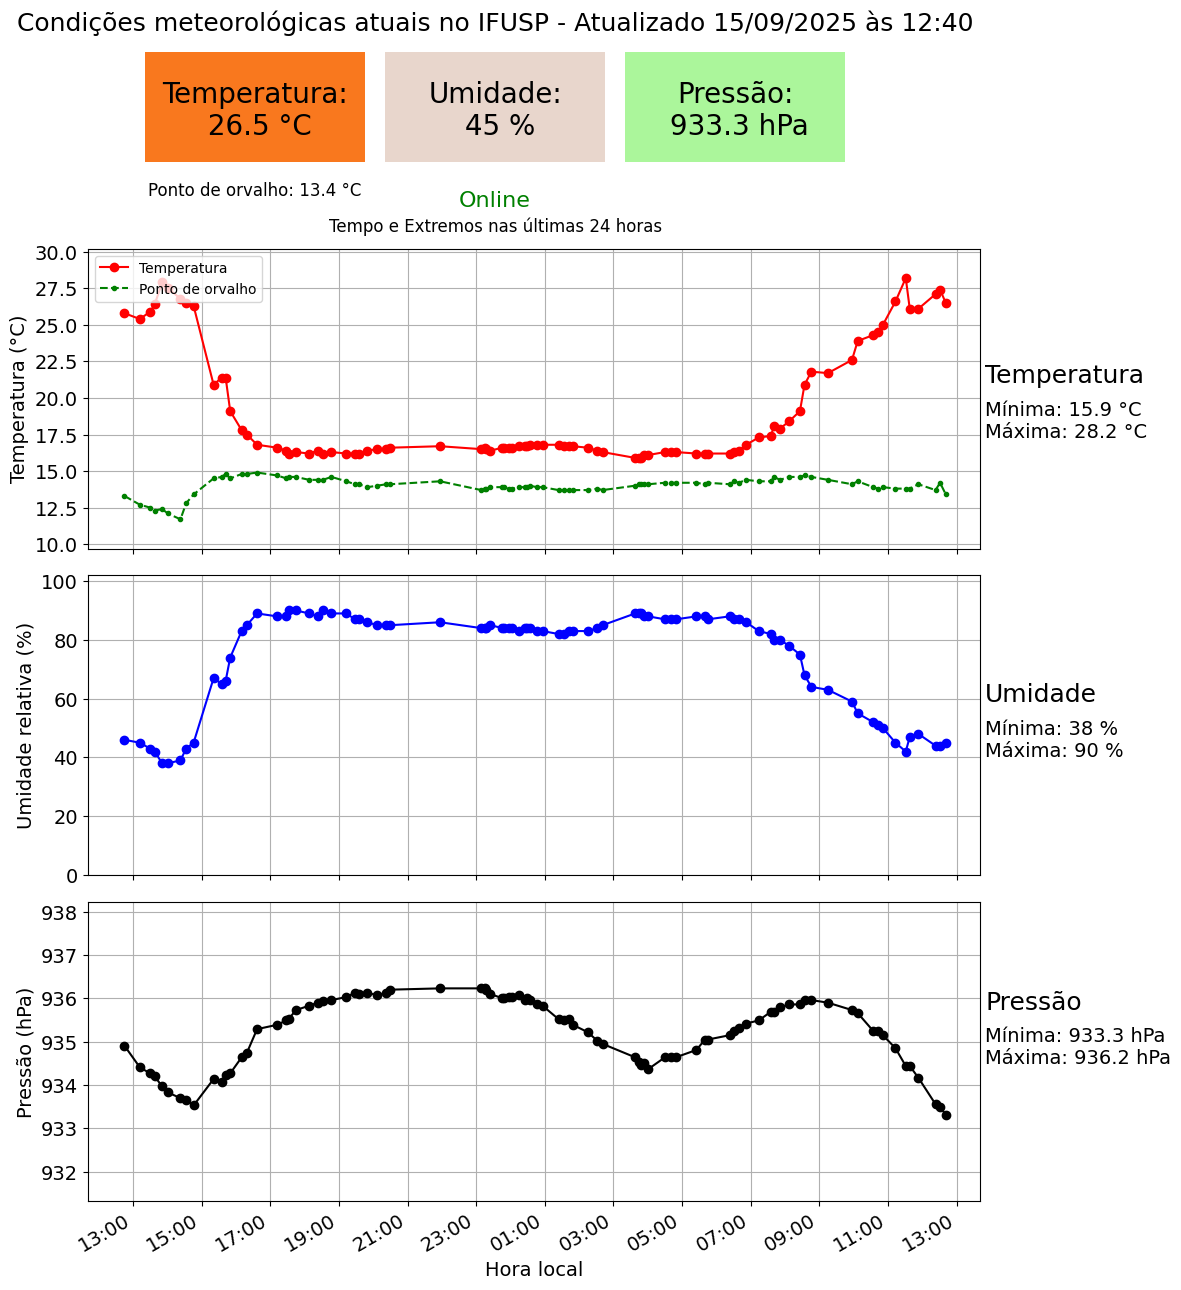 Condições meteorológicas atuais no IFUSP - Atualizado 15/09/2025 às 12:40
Temperatura:
26.5 °C
Umidade:
45 %
Pressão:
933.3 hPa
Ponto de orvalho: 13.4 °C
Online
Tempo e Extremos nas últimas 24 horas
Temperatura (°C)
30.0
27.5
25.0
22.5
20.0
17.5
15.0
12.5
10.0
Temperatura
Ponto de orvalho
Temperatura
Mínima: 15.9 °C
Máxima: 28.2 °C
Umidade relativa (%)
100
80
60
40
20
0
Umidade
Mínima: 38 %
Máxima: 90 %
Pressão (hPa)
938
937
936
935
934
933
932
Pressão
Mínima: 933.3 hPa
Máxima: 936.2 hPa
13:00 15:00 17:00 19:00 21:00 23:00 01:00 03:00 05:00 07:00 09:00 11:00 13:00
Hora local